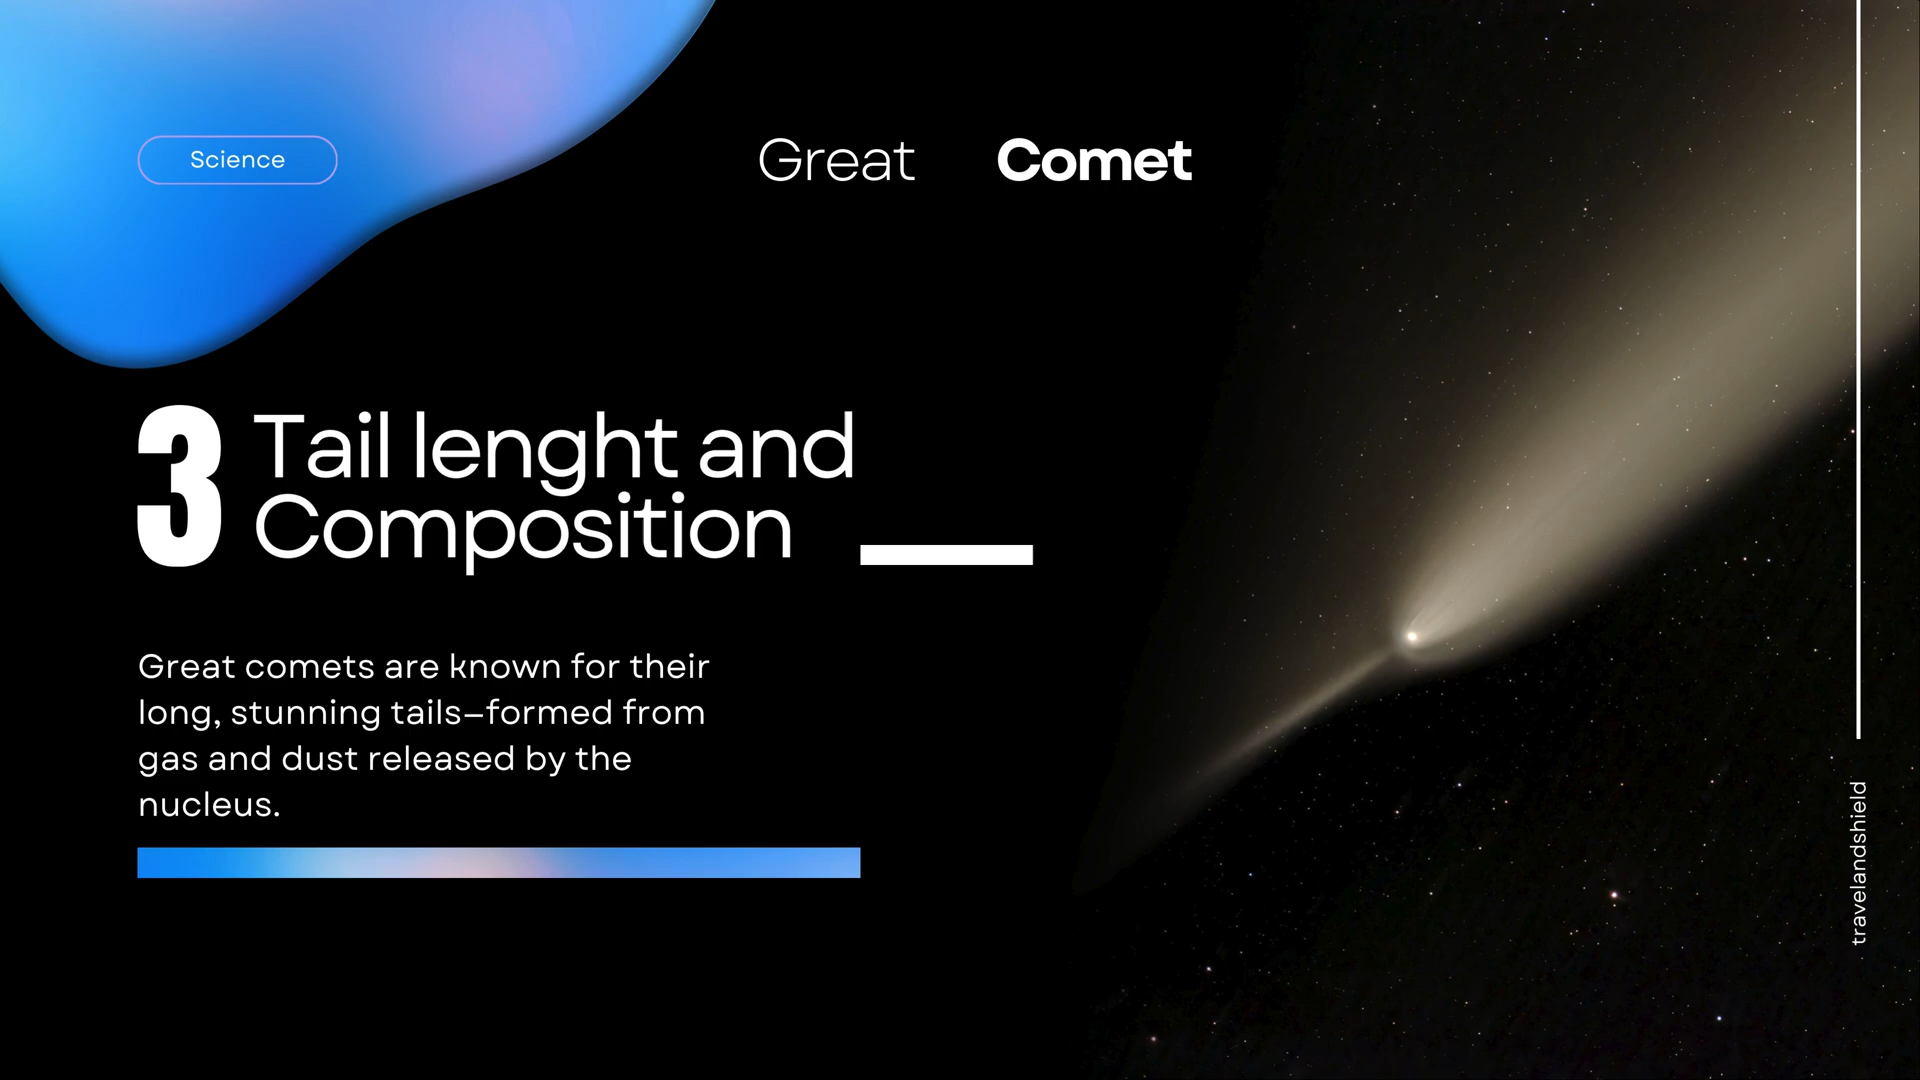 Science
Great Comet
3 Tail lenght and
Composition
Great comets are known for their
long, stunning tails—formed from
gas and dust released by the
nucleus.
travelandshield